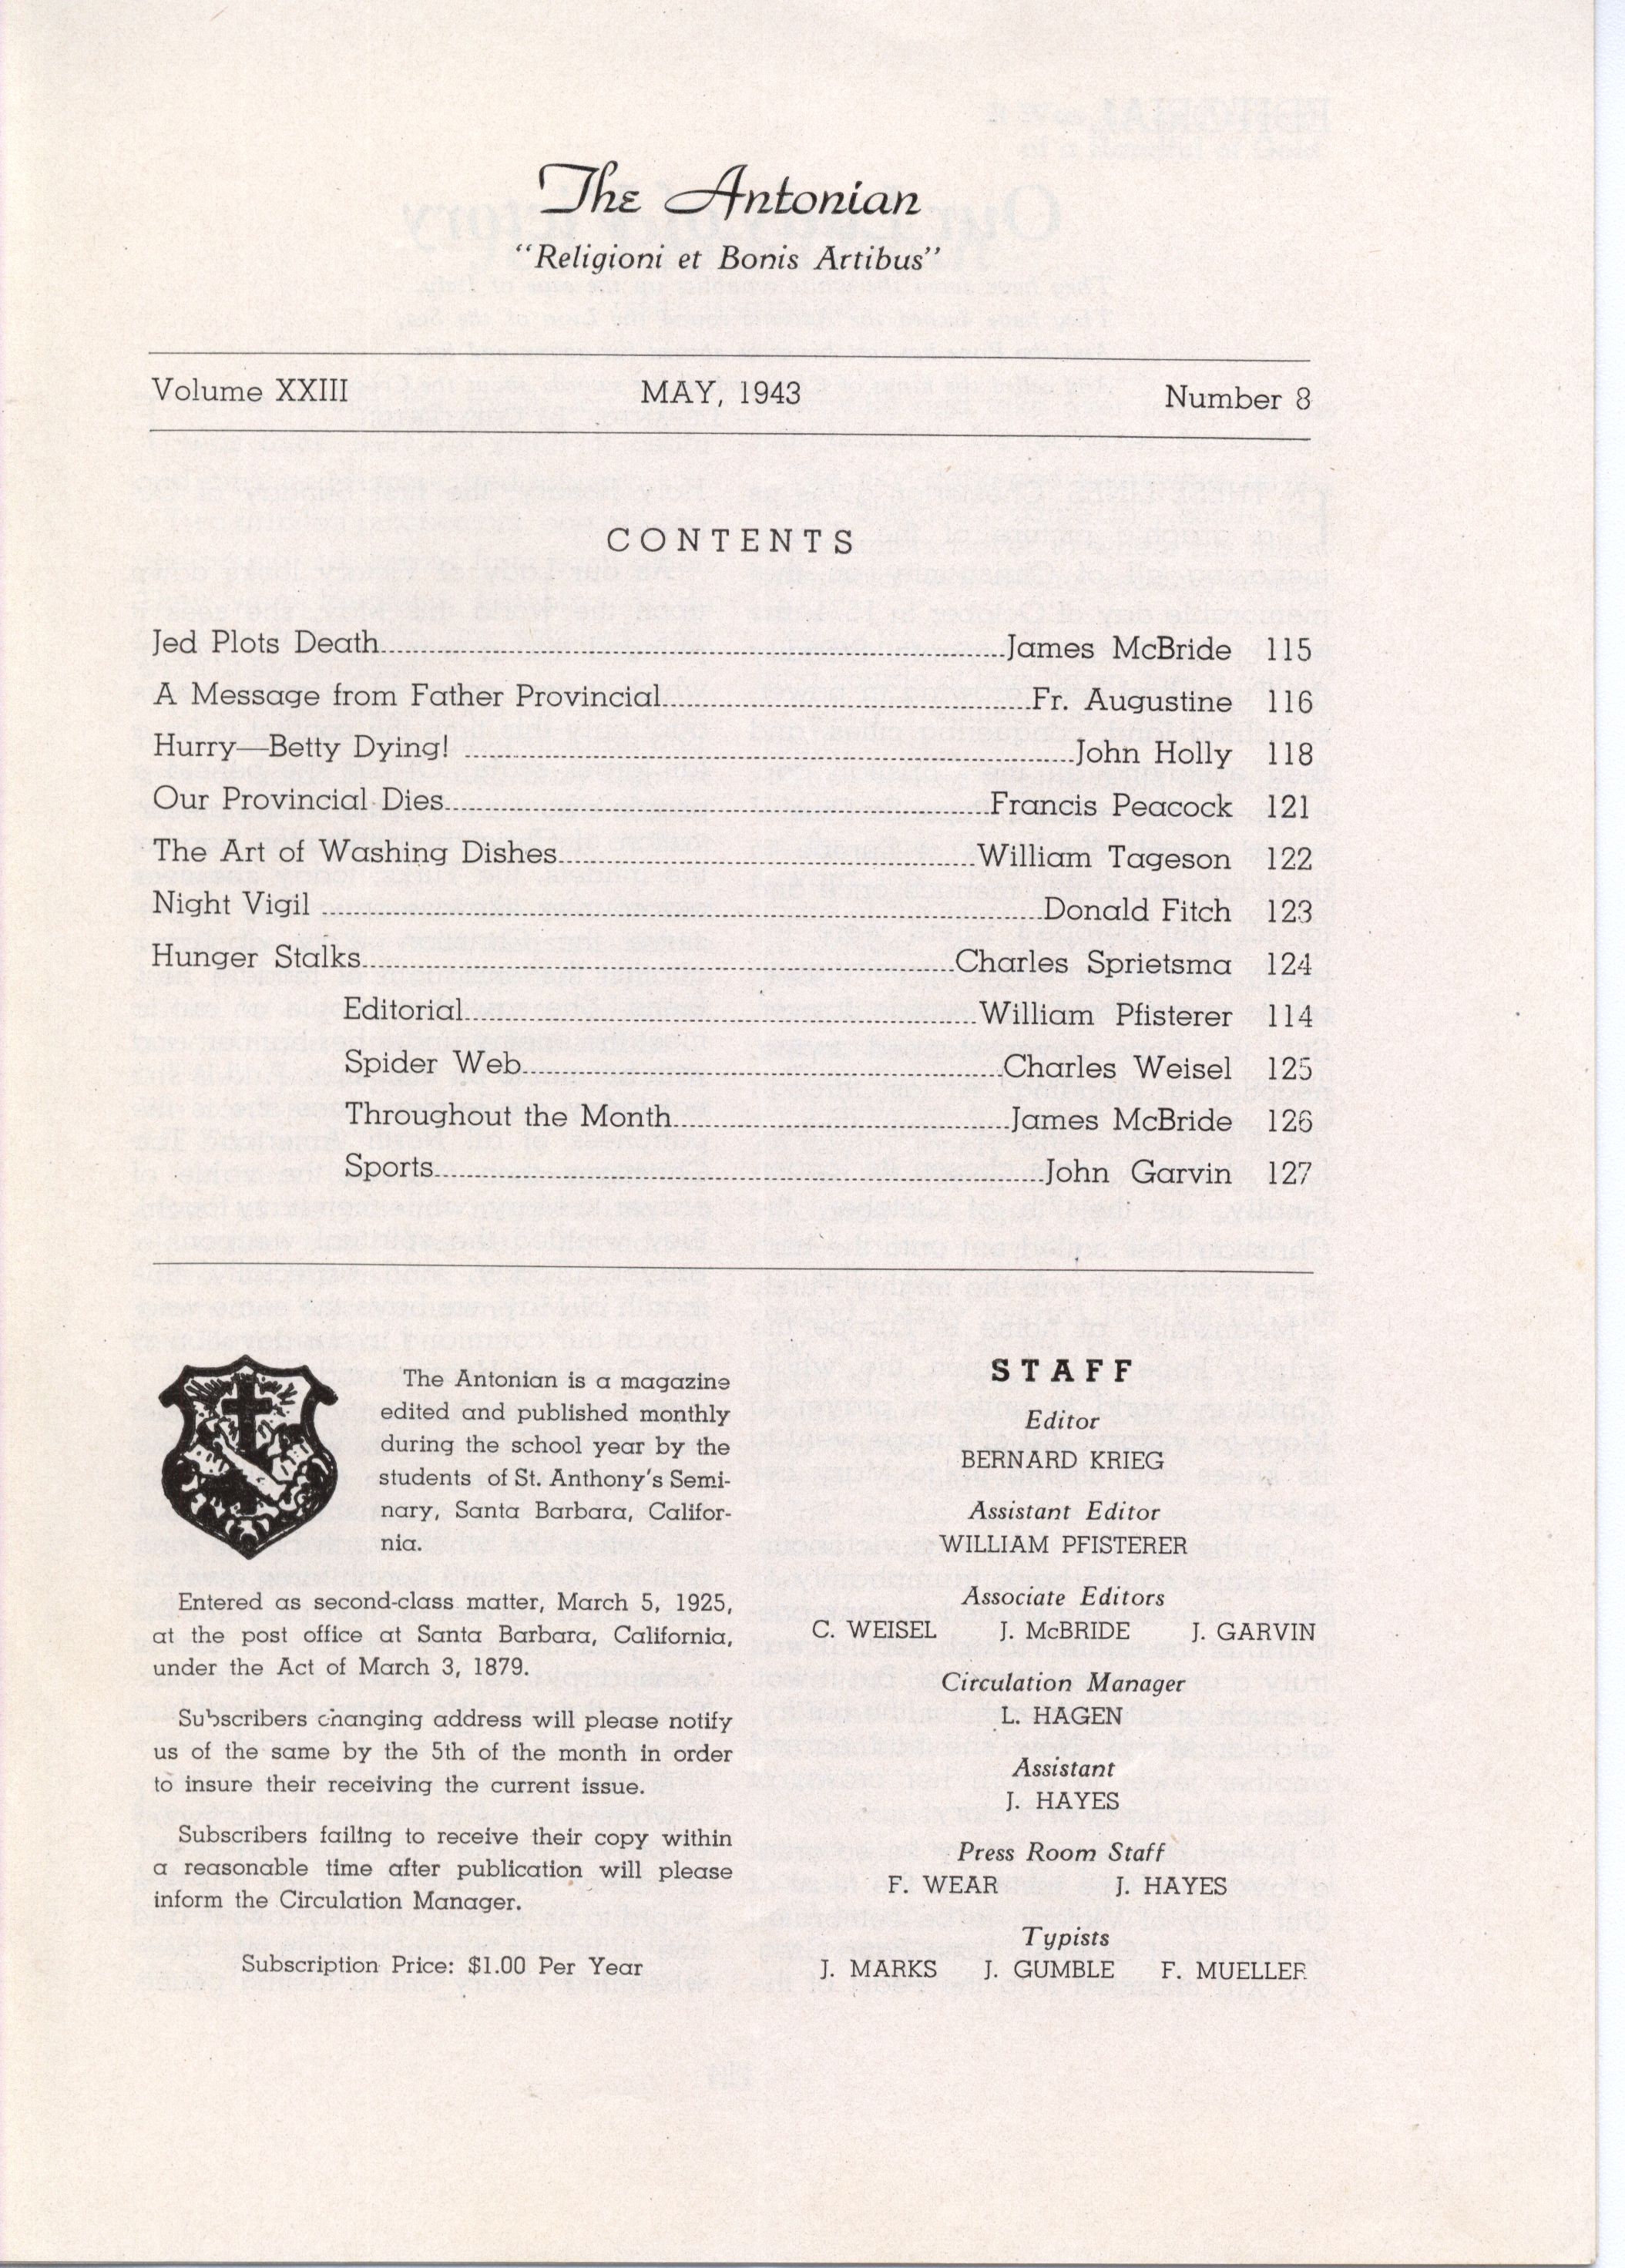 The Antonian
“Religioni et Bonis Artibus”
Volume XXIII MAY, 1943 Number 8
CONTENTS
Jed Plots Death James McBride 115
A Message from Father Provincial Fr. Augustine 116
Hurry—Betty Dying! John Holly 118
Our Provincial Dies Francis Peacock 121
The Art of Washing Dishes William Tageson 122
Night Vigil Donald Fitch 123
Hunger Stalks Charles Sprietsma 124
Editorial William Pfisterer 114
Spider Web Charles Weisel 125
Throughout the Month James McBride 126
Sports John Garvin 127
The Antonian is a magazine
edited and published monthly
during the school year by the
students of St. Anthony's Semi-
nary, Santa Barbara, Califor-
nia.
Entered as second-class matter, March 5, 1925,
at the post office at Santa Barbara, California,
under the Act of March 3, 1879.
Subscribers changing address will please notify
us of the same by the 5th of the month in order
to insure their receiving the current issue.
Subscribers failing to receive their copy within
a reasonable time after publication will please
inform the Circulation Manager.
Subscription Price: $1.00 Per Year
STAFF
Editor
BERNARD KRIEG
Assistant Editor
WILLIAM PFISTERER
Associate Editors
C. WEISEL J. McBRIDE J. GARVIN
Circulation Manager
L. HAGEN
Assistant
J. HAYES
Press Room Staff
F. WEAR J. HAYES
Typists
J. MARKS J. GUMBLE F. MUELLER